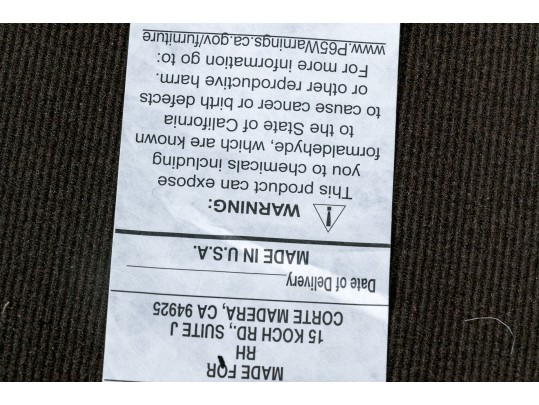 MADE FOR
RH
15 KOCH RD., SUITE J
CORTE MADERA, CA 94925
Date of Delivery
MADE IN U.S.A.
WARNING:
This product can expose
you to chemicals including
formaldehyde, which are known
to the State of California
to cause cancer or birth defects
or other reproductive harm.
For more information go to:
www.P65Warnings.ca.gov/furniture